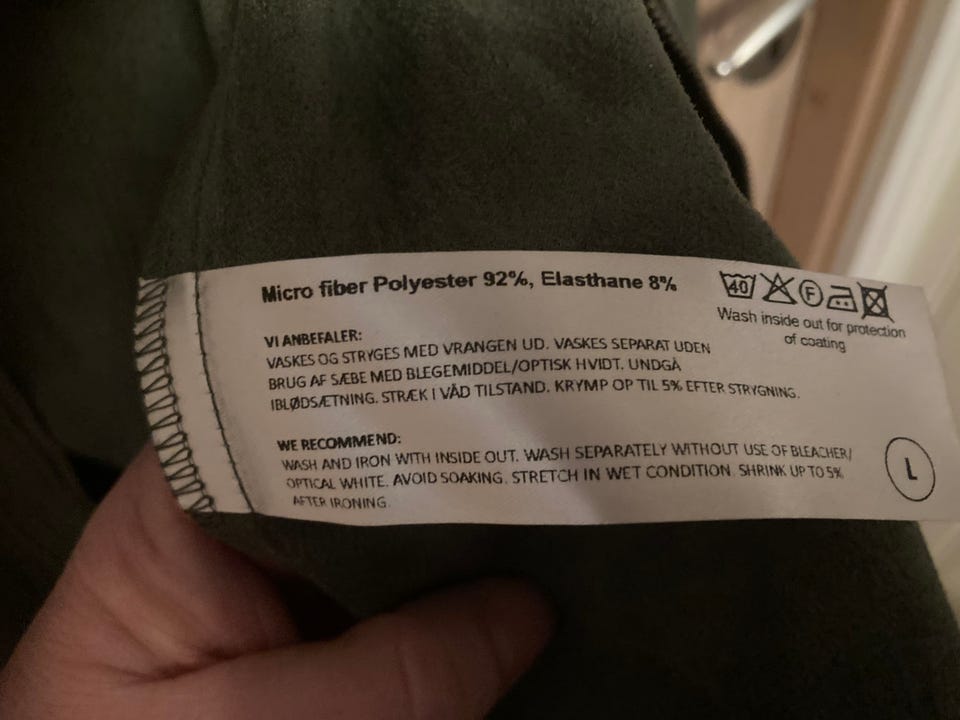 Micro fiber Polyester 92%, Elasthane 8%
40 F
Wash inside out for protection
of coating
VI ANBEFALER:
VASKES OG STRYGES MED VRANGEN UD. VASKES SEPARAT UDEN
BRUG AF SÆBE MED BLEGEMIDDEL/OPTISK HVIDT. UNDGÅ
IBLØDSÆTNING. STRÆK I VÅD TILSTAND. KRYMP OP TIL 5% EFTER STRYGNING.
WE RECOMMEND:
WASH AND IRON WITH INSIDE OUT. WASH SEPARATELY WITHOUT USE OF BLEACHER/
OPTICAL WHITE. AVOID SOAKING. STRETCH IN WET CONDITION. SHRINK UP TO 5%
AFTER IRONING.
L